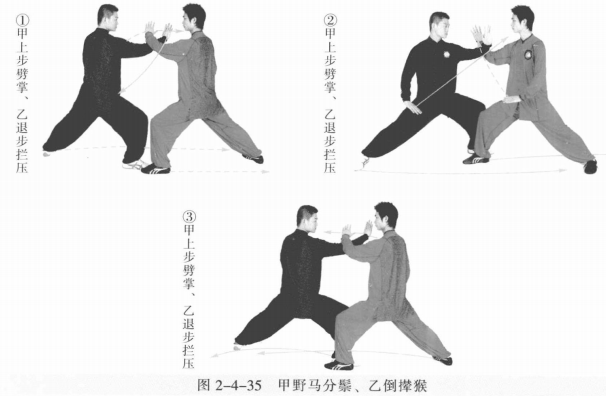 ①甲上步劈掌、乙退步拦压
②甲上步劈掌、乙退步拦压
③甲上步劈掌、乙退步拦压
图 2-4-35 甲野马分鬃、乙倒撵猴